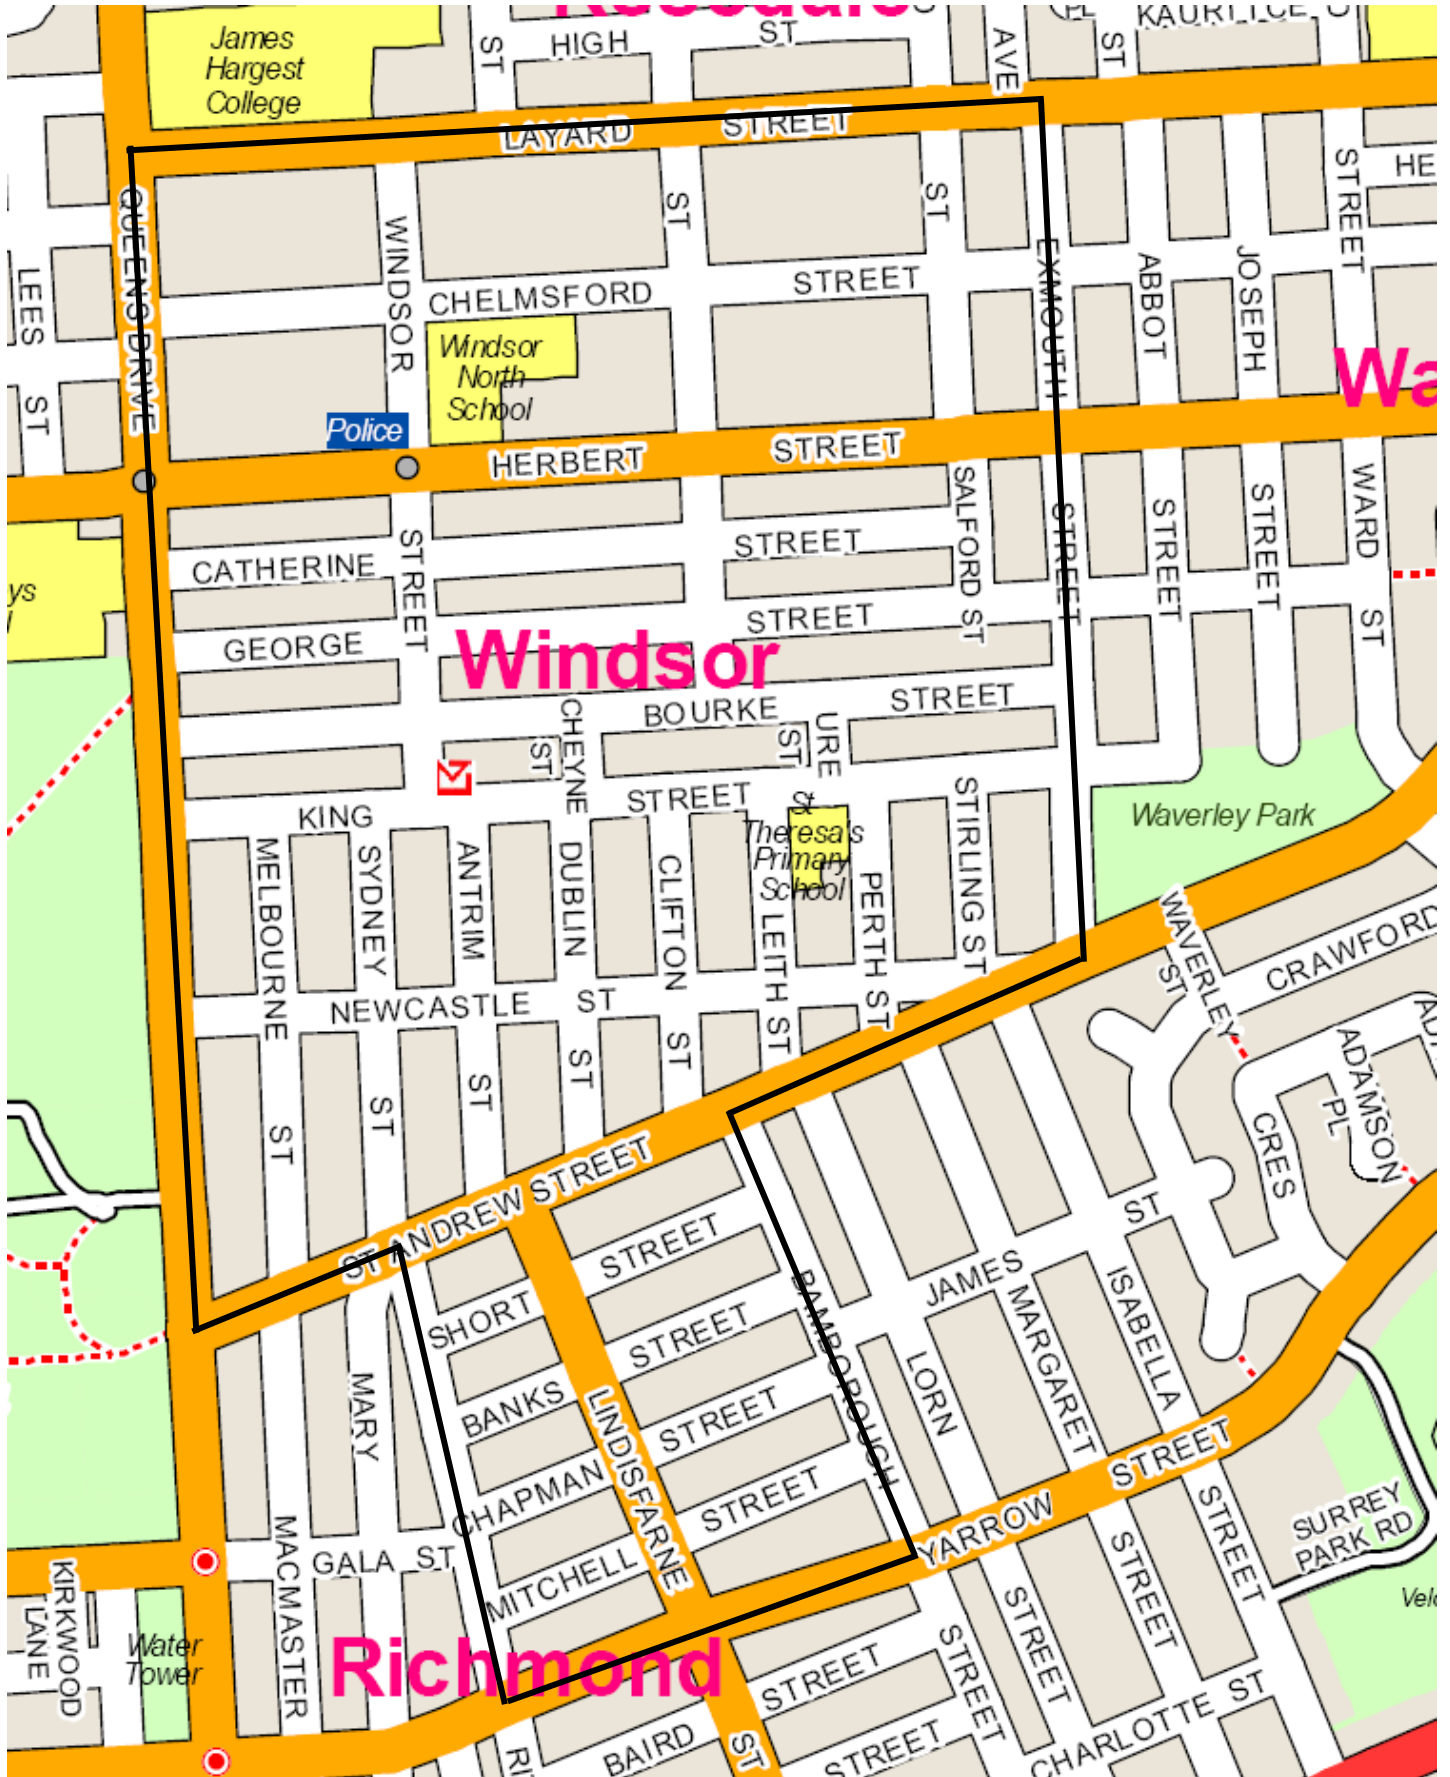 James
Hargest
College
ST
HIGH
ST
AVE
ST
LAYARD
STREET
QUEENS DRIVE
WINDSOR
ST
ST
STREET
HE
LEES
ST
CHELMSFORD
STREET
EXMOUTH
ABBOT
JOSEPH
Windsor
North
School
Police
HERBERT
STREET
Wa
CATHERINE
STREET
STREET
SALFORD ST
STREET
STREET
STREET
WARD
ST
ys
GEORGE
STREET
Windsor
CHEYNE
ST
BOURKE
STREET
ST
URE
KING
STREET
St
Theresa's
Primary
School
STIRLING ST
Waverley Park
MELBOURNE
ST
SYDNEY
ST
ANTRIM
ST
DUBLIN
ST
CLIFTON
ST
LEITH ST
PERTH ST
NEWCASTLE
ST
WAVERLEY
ST
CRAWFORD
ADAMSON
PL
CRES
ST ANDREW STREET
SHORT
STREET
BANKS
STREET
CHAPMAN
STREET
MITCHELL
STREET
LINDISFARNE
ST
BAMBOROUGH
STREET
LORN
STREET
JAMES
ST
MARGARET
STREET
ISABELLA
STREET
MARY
MACMASTER
GALA ST
KIRKWOOD
LANE
Water
Tower
Richmond
YARROW
STREET
SURREY
PARK RD
Velo
BAIRD
STREET
STREET
CHARLOTTE ST